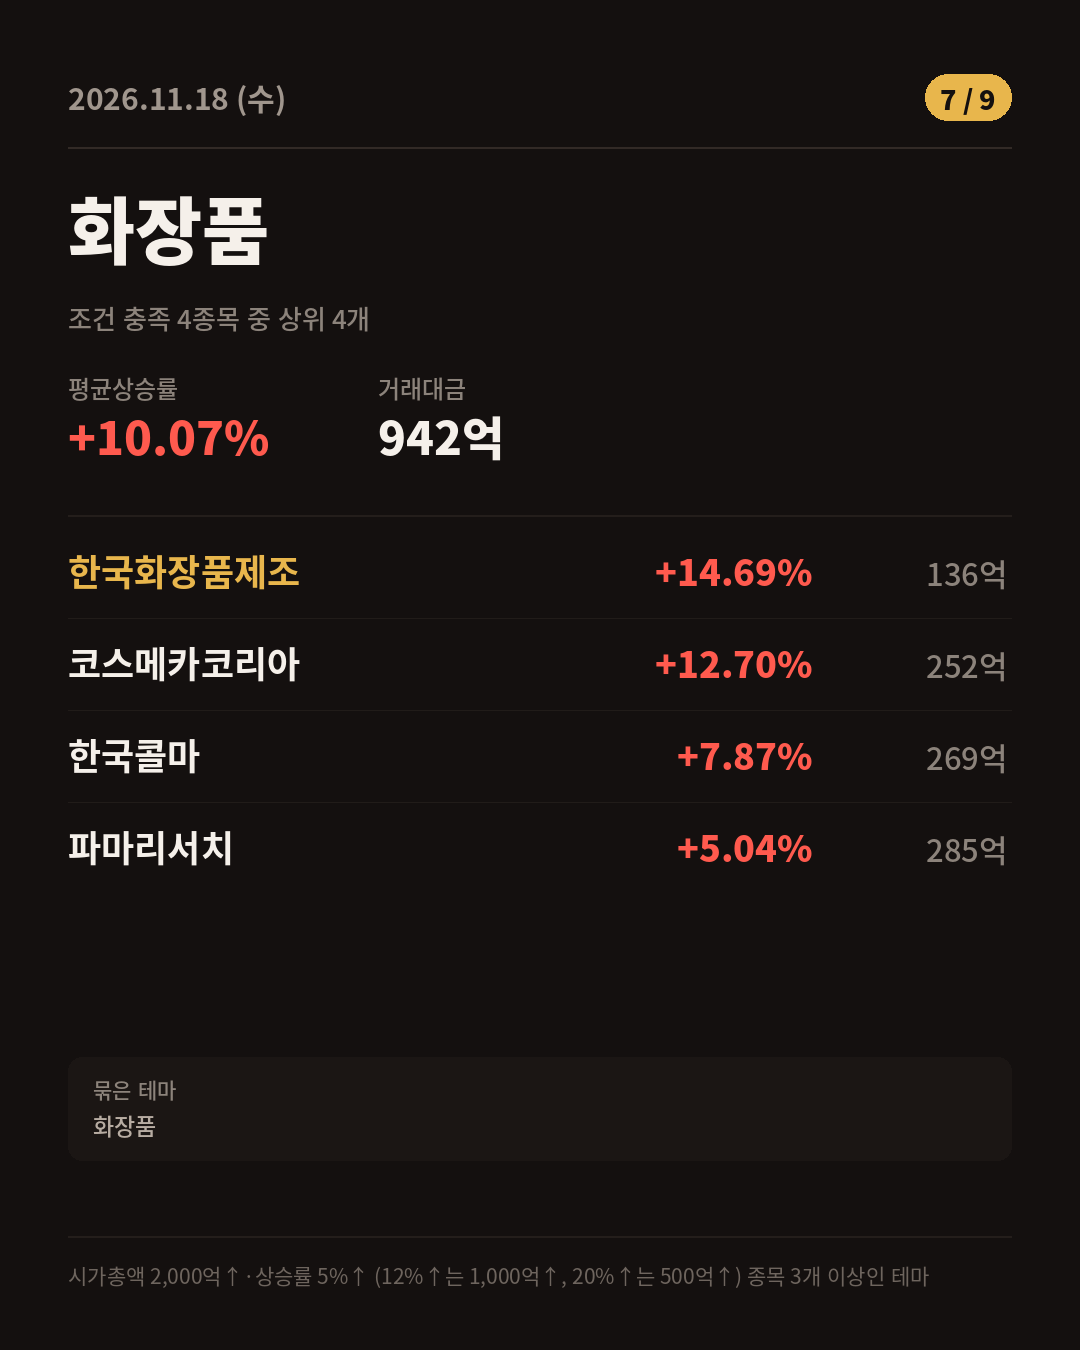 2026.11.18 (수)
7 / 9
화장품
조건 충족 4종목 중 상위 4개
평균상승률 거래대금
+10.07% 942억
한국화장품제조 +14.69% 136억
코스메카코리아 +12.70% 252억
한국콜마 +7.87% 269억
파마리서치 +5.04% 285억
묶은 테마
화장품
시가총액 2,000억↑ · 상승률 5%↑ (12%↑는 1,000억↑, 20%↑는 500억↑) 종목 3개 이상인 테마